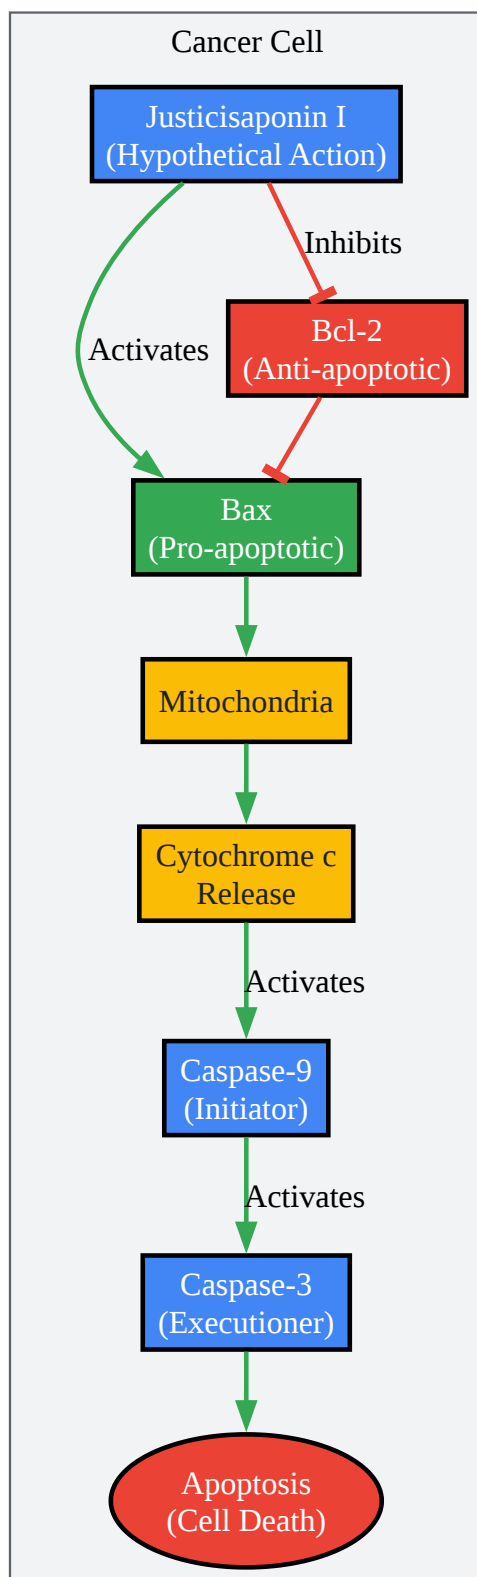 Cancer Cell
Justicisaponin I
(Hypothetical Action)
Inhibits
Bcl-2
(Anti-apoptotic)
Activates
Bax
(Pro-apoptotic)
Mitochondria
Cytochrome c
Release
Activates
Caspase-9
(Initiator)
Activates
Caspase-3
(Executioner)
Apoptosis
(Cell Death)